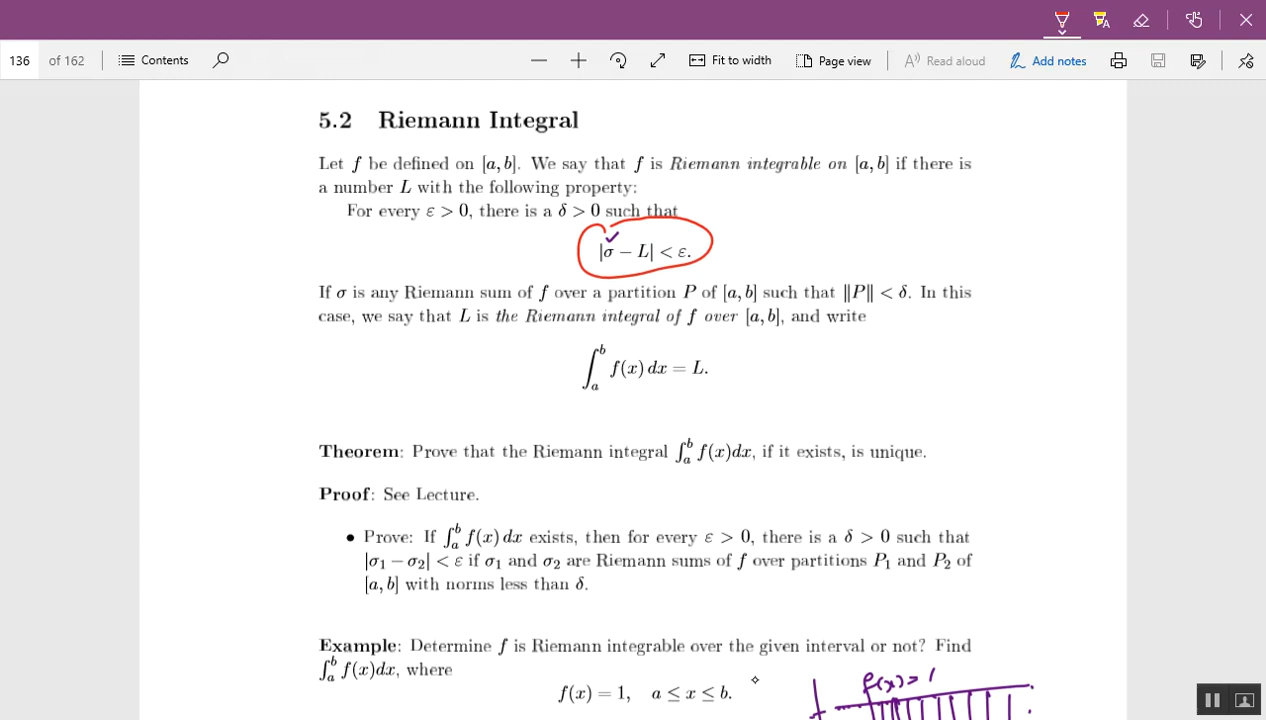 136 of 162 Contents Fit to width Page view Read aloud Add notes
5.2 Riemann Integral
Let f be defined on [a, b]. We say that f is Riemann integrable on [a, b] if there is
a number L with the following property:
For every ε > 0, there is a δ > 0 such that
|σ − L| < ε.
If σ is any Riemann sum of f over a partition P of [a, b] such that ‖P‖ < δ. In this
case, we say that L is the Riemann integral of f over [a, b], and write
∫_a^b f(x) dx = L.
Theorem: Prove that the Riemann integral ∫_a^b f(x)dx, if it exists, is unique.
Proof: See Lecture.
• Prove: If ∫_a^b f(x) dx exists, then for every ε > 0, there is a δ > 0 such that
|σ₁ − σ₂| < ε if σ₁ and σ₂ are Riemann sums of f over partitions P₁ and P₂ of
[a, b] with norms less than δ.
Example: Determine f is Riemann integrable over the given interval or not? Find
∫_a^b f(x)dx, where
f(x) = 1, a ≤ x ≤ b.